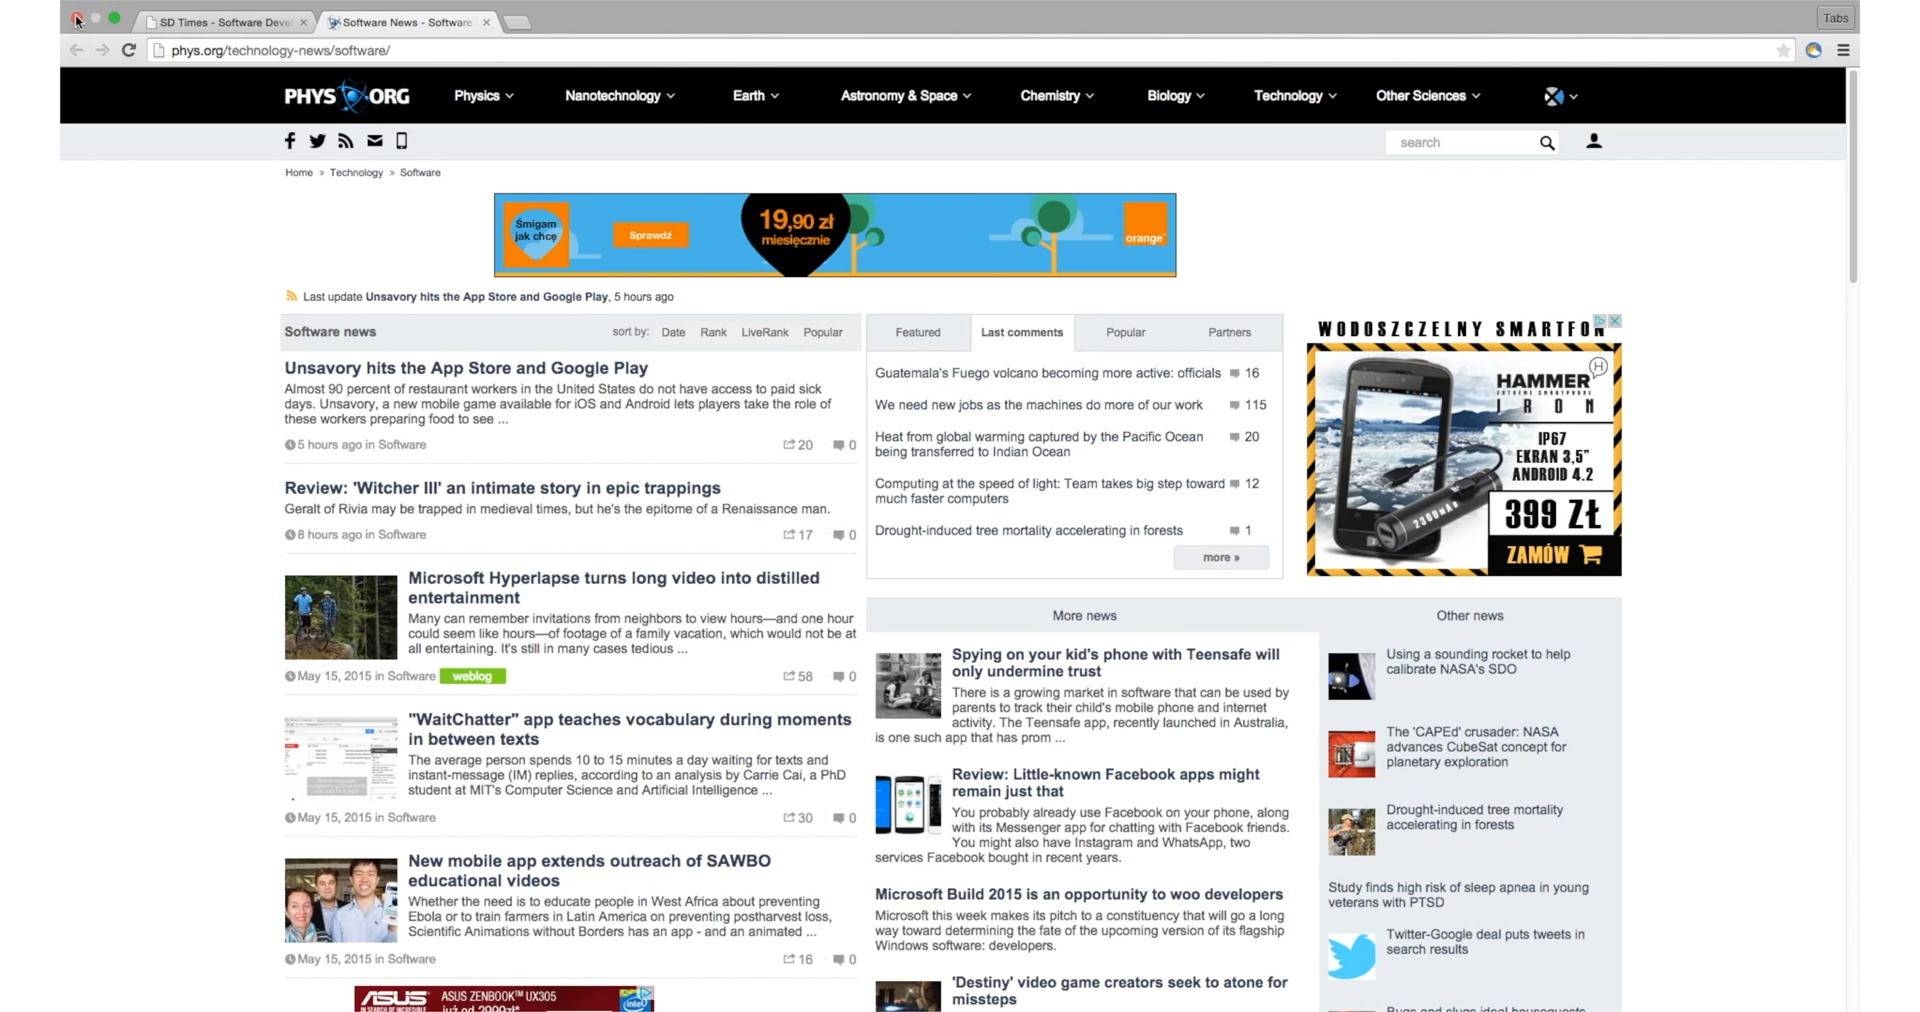 SD Times - Software Deve
Software News - Software
Tabs
phys.org/technology-news/software/
PHYS ORG
Physics
Nanotechnology
Earth
Astronomy & Space
Chemistry
Biology
Technology
Other Sciences
search
Home » Technology » Software
Śmigam
jak chcę
Sprawdź
19,90 zł
miesięcznie
orange
Last update Unsavory hits the App Store and Google Play, 5 hours ago
Software news
sort by: Date Rank LiveRank Popular
Unsavory hits the App Store and Google Play
Almost 90 percent of restaurant workers in the United States do not have access to paid sick
days. Unsavory, a new mobile game available for iOS and Android lets players take the role of
these workers preparing food to see ...
5 hours ago in Software
20 0
Review: 'Witcher III' an intimate story in epic trappings
Geralt of Rivia may be trapped in medieval times, but he's the epitome of a Renaissance man.
8 hours ago in Software
17 0
Microsoft Hyperlapse turns long video into distilled
entertainment
Many can remember invitations from neighbors to view hours—and one hour
could seem like hours—of footage of a family vacation, which would not be at
all entertaining. It's still in many cases tedious ...
May 15, 2015 in Software weblog
58 0
"WaitChatter" app teaches vocabulary during moments
in between texts
The average person spends 10 to 15 minutes a day waiting for texts and
instant-message (IM) replies, according to an analysis by Carrie Cai, a PhD
student at MIT's Computer Science and Artificial Intelligence ...
May 15, 2015 in Software
30 0
New mobile app extends outreach of SAWBO
educational videos
Whether the need is to educate people in West Africa about preventing
Ebola or to train farmers in Latin America on preventing postharvest loss,
Scientific Animations without Borders has an app - and an animated ...
May 15, 2015 in Software
16 0
ASUS
IN SEARCH OF INCREDIBLE
ASUS ZENBOOK™ UX305
już od 2999zł*
intel
Featured
Last comments
Popular
Partners
Guatemala's Fuego volcano becoming more active: officials 16
We need new jobs as the machines do more of our work 115
Heat from global warming captured by the Pacific Ocean 20
being transferred to Indian Ocean
Computing at the speed of light: Team takes big step toward 12
much faster computers
Drought-induced tree mortality accelerating in forests 1
more »
WODOSZCZELNY SMARTFON
HAMMER
EXTREME SMARTPHONE
IRON
IP67
EKRAN 3,5"
ANDROID 4.2
2300mAh
399 ZŁ
ZAMÓW
More news
Spying on your kid's phone with Teensafe will
only undermine trust
There is a growing market in software that can be used by
parents to track their child's mobile phone and internet
activity. The Teensafe app, recently launched in Australia,
is one such app that has prom ...
Review: Little-known Facebook apps might
remain just that
You probably already use Facebook on your phone, along
with its Messenger app for chatting with Facebook friends.
You might also have Instagram and WhatsApp, two
services Facebook bought in recent years.
Microsoft Build 2015 is an opportunity to woo developers
Microsoft this week makes its pitch to a constituency that will go a long
way toward determining the fate of the upcoming version of its flagship
Windows software: developers.
'Destiny' video game creators seek to atone for
missteps
Other news
Using a sounding rocket to help
calibrate NASA's SDO
The 'CAPEd' crusader: NASA
advances CubeSat concept for
planetary exploration
Drought-induced tree mortality
accelerating in forests
Study finds high risk of sleep apnea in young
veterans with PTSD
Twitter-Google deal puts tweets in
search results
Bugs and slugs ideal houseguests